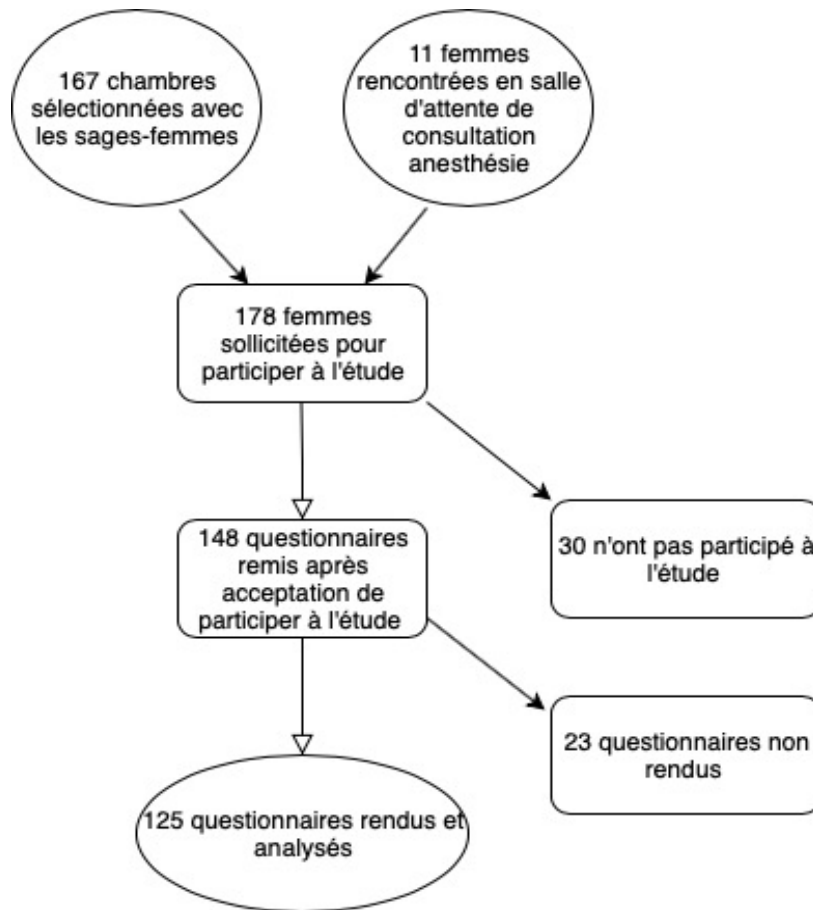 167 chambres
sélectionnées avec
les sages-femmes
11 femmes
rencontrées en salle
d'attente de
consultation
anesthésie
178 femmes
sollicitées pour
participer à l'étude
148 questionnaires
remis après
acceptation de
participer à l'étude
30 n'ont pas participé à
l'étude
23 questionnaires non
rendus
125 questionnaires rendus et
analysés